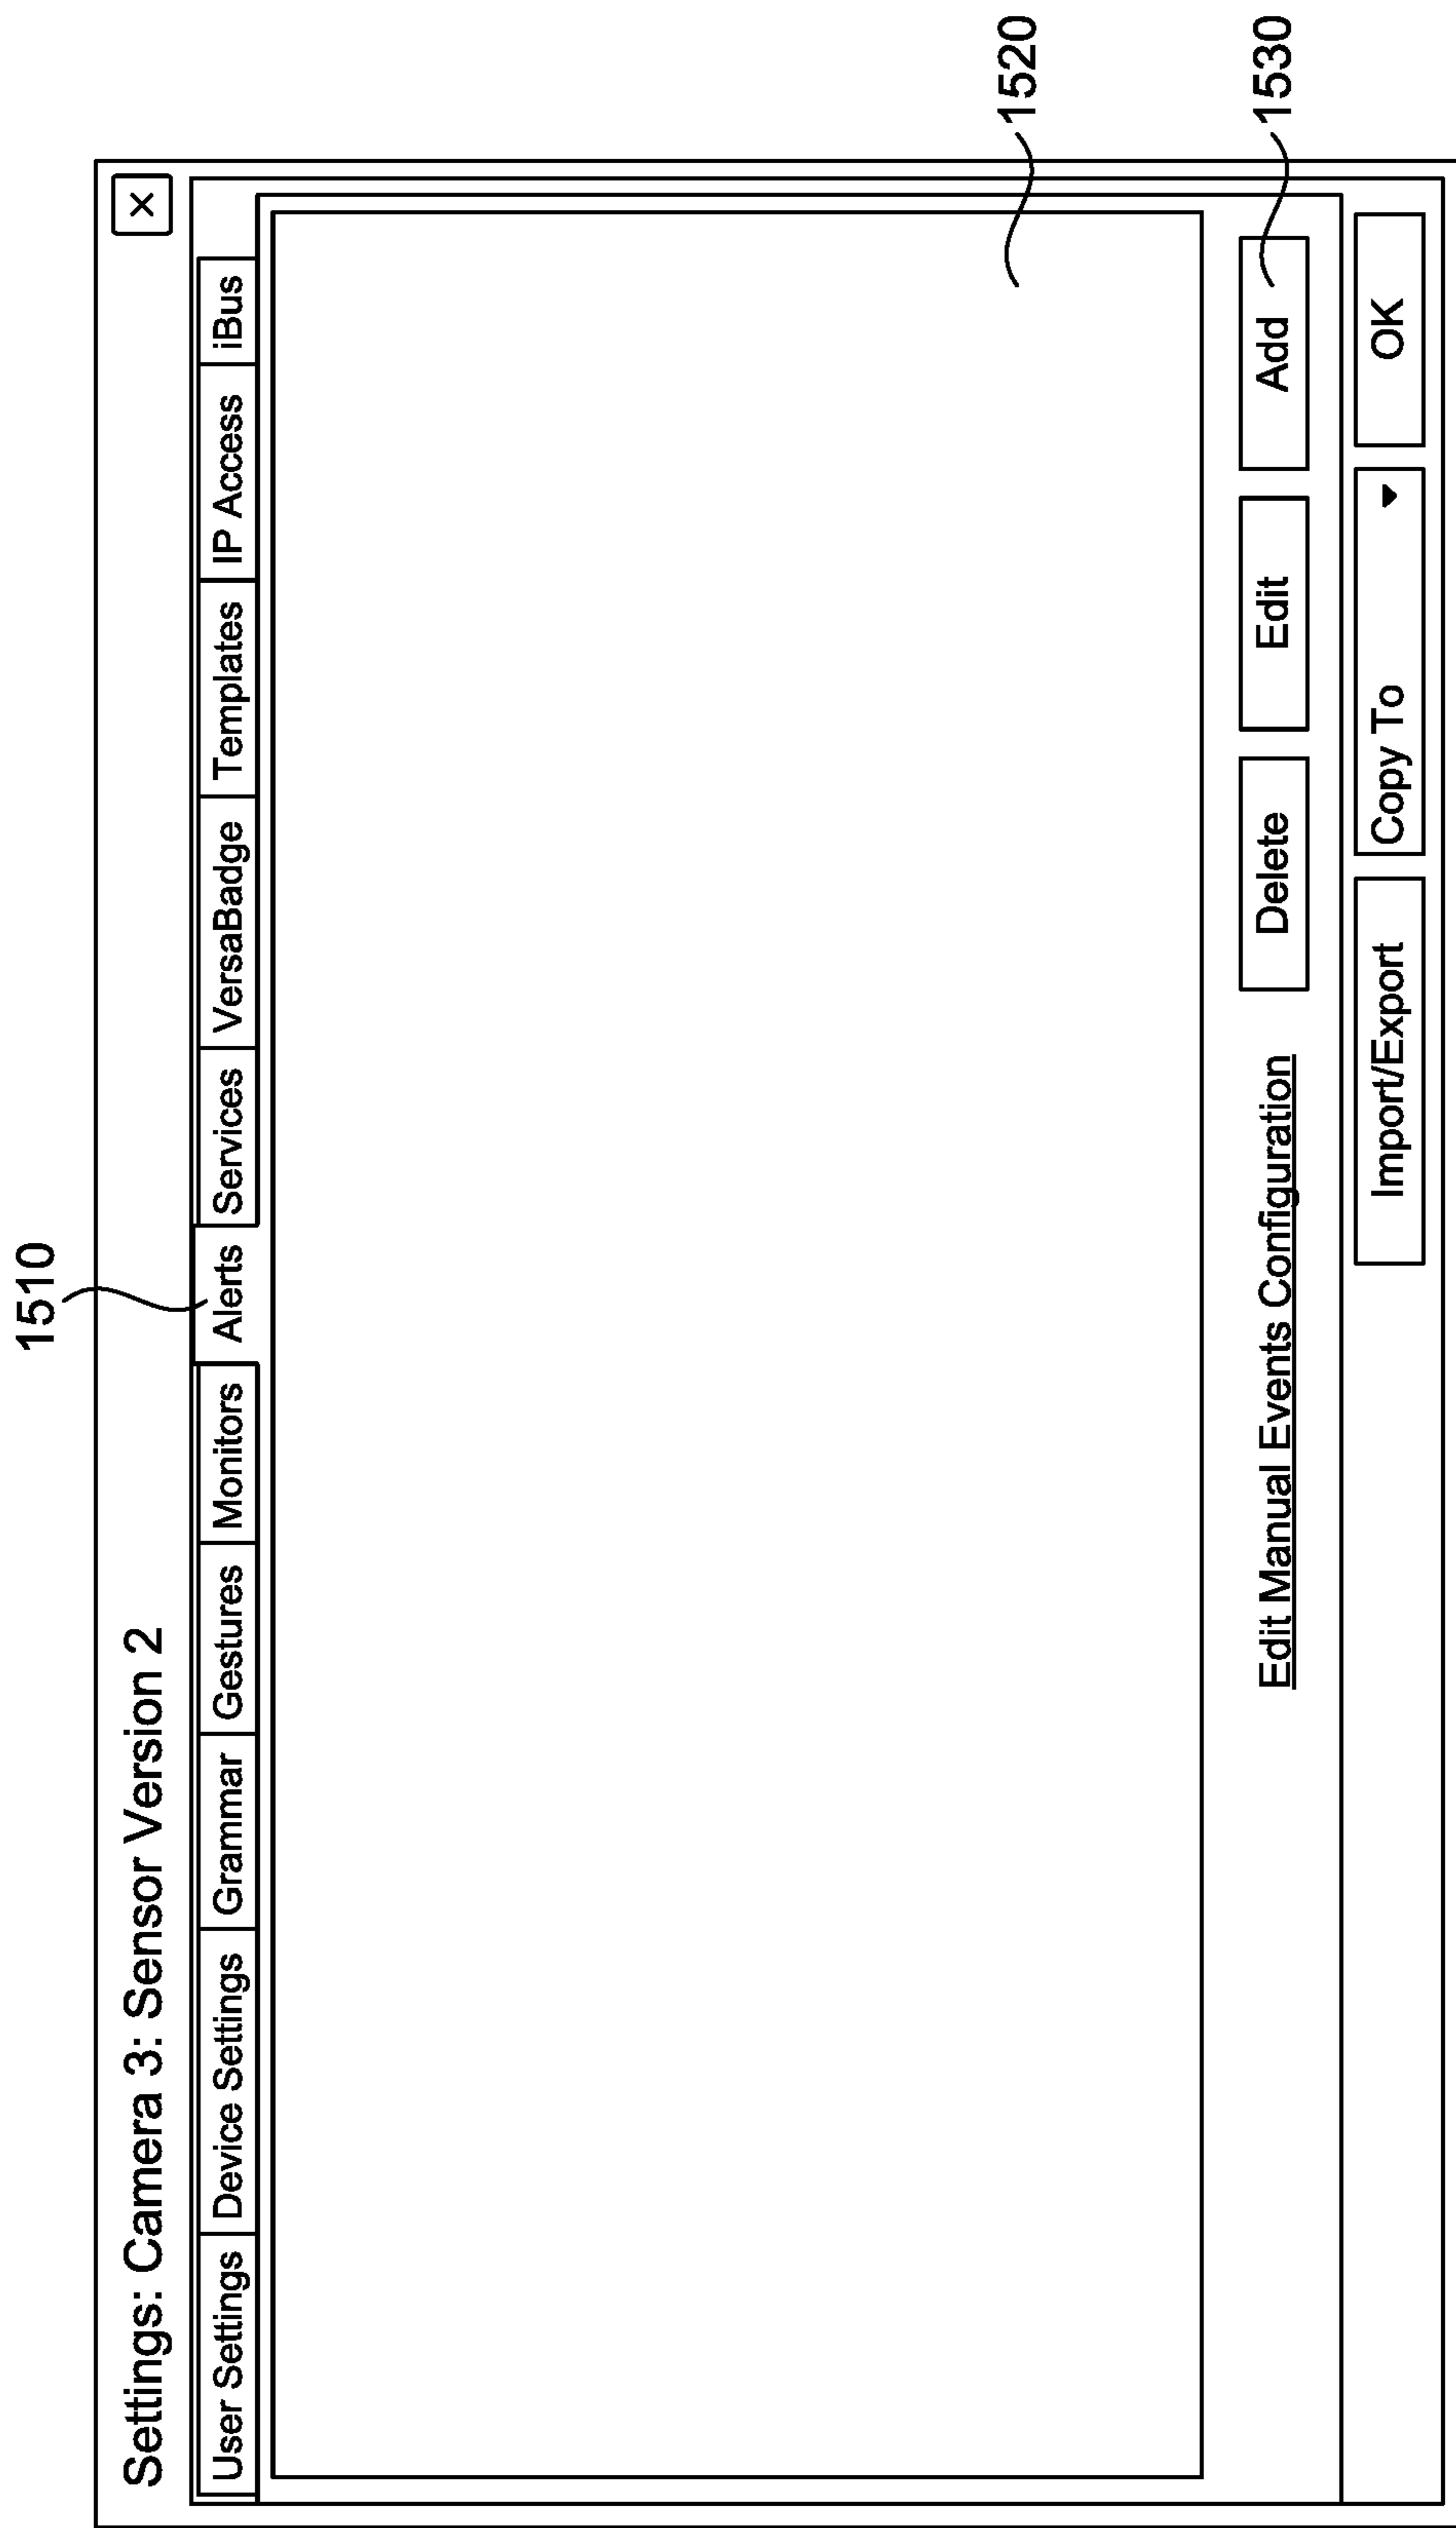 1510
Settings: Camera 3: Sensor Version 2
×
User Settings Device Settings Grammar Gestures Monitors Alerts Services VersaBadge Templates IP Access iBus
1520
Edit Manual Events Configuration Delete Edit Add
1530
Import/Export Copy To OK